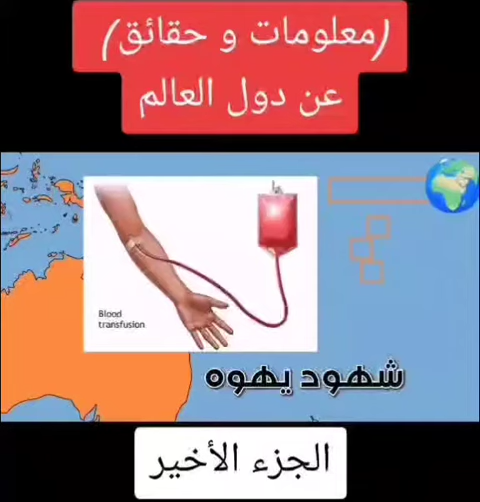 (معلومات و حقائق)
عن دول العالم
Blood
transfusion
شهود يهوه
الجزء الأخير